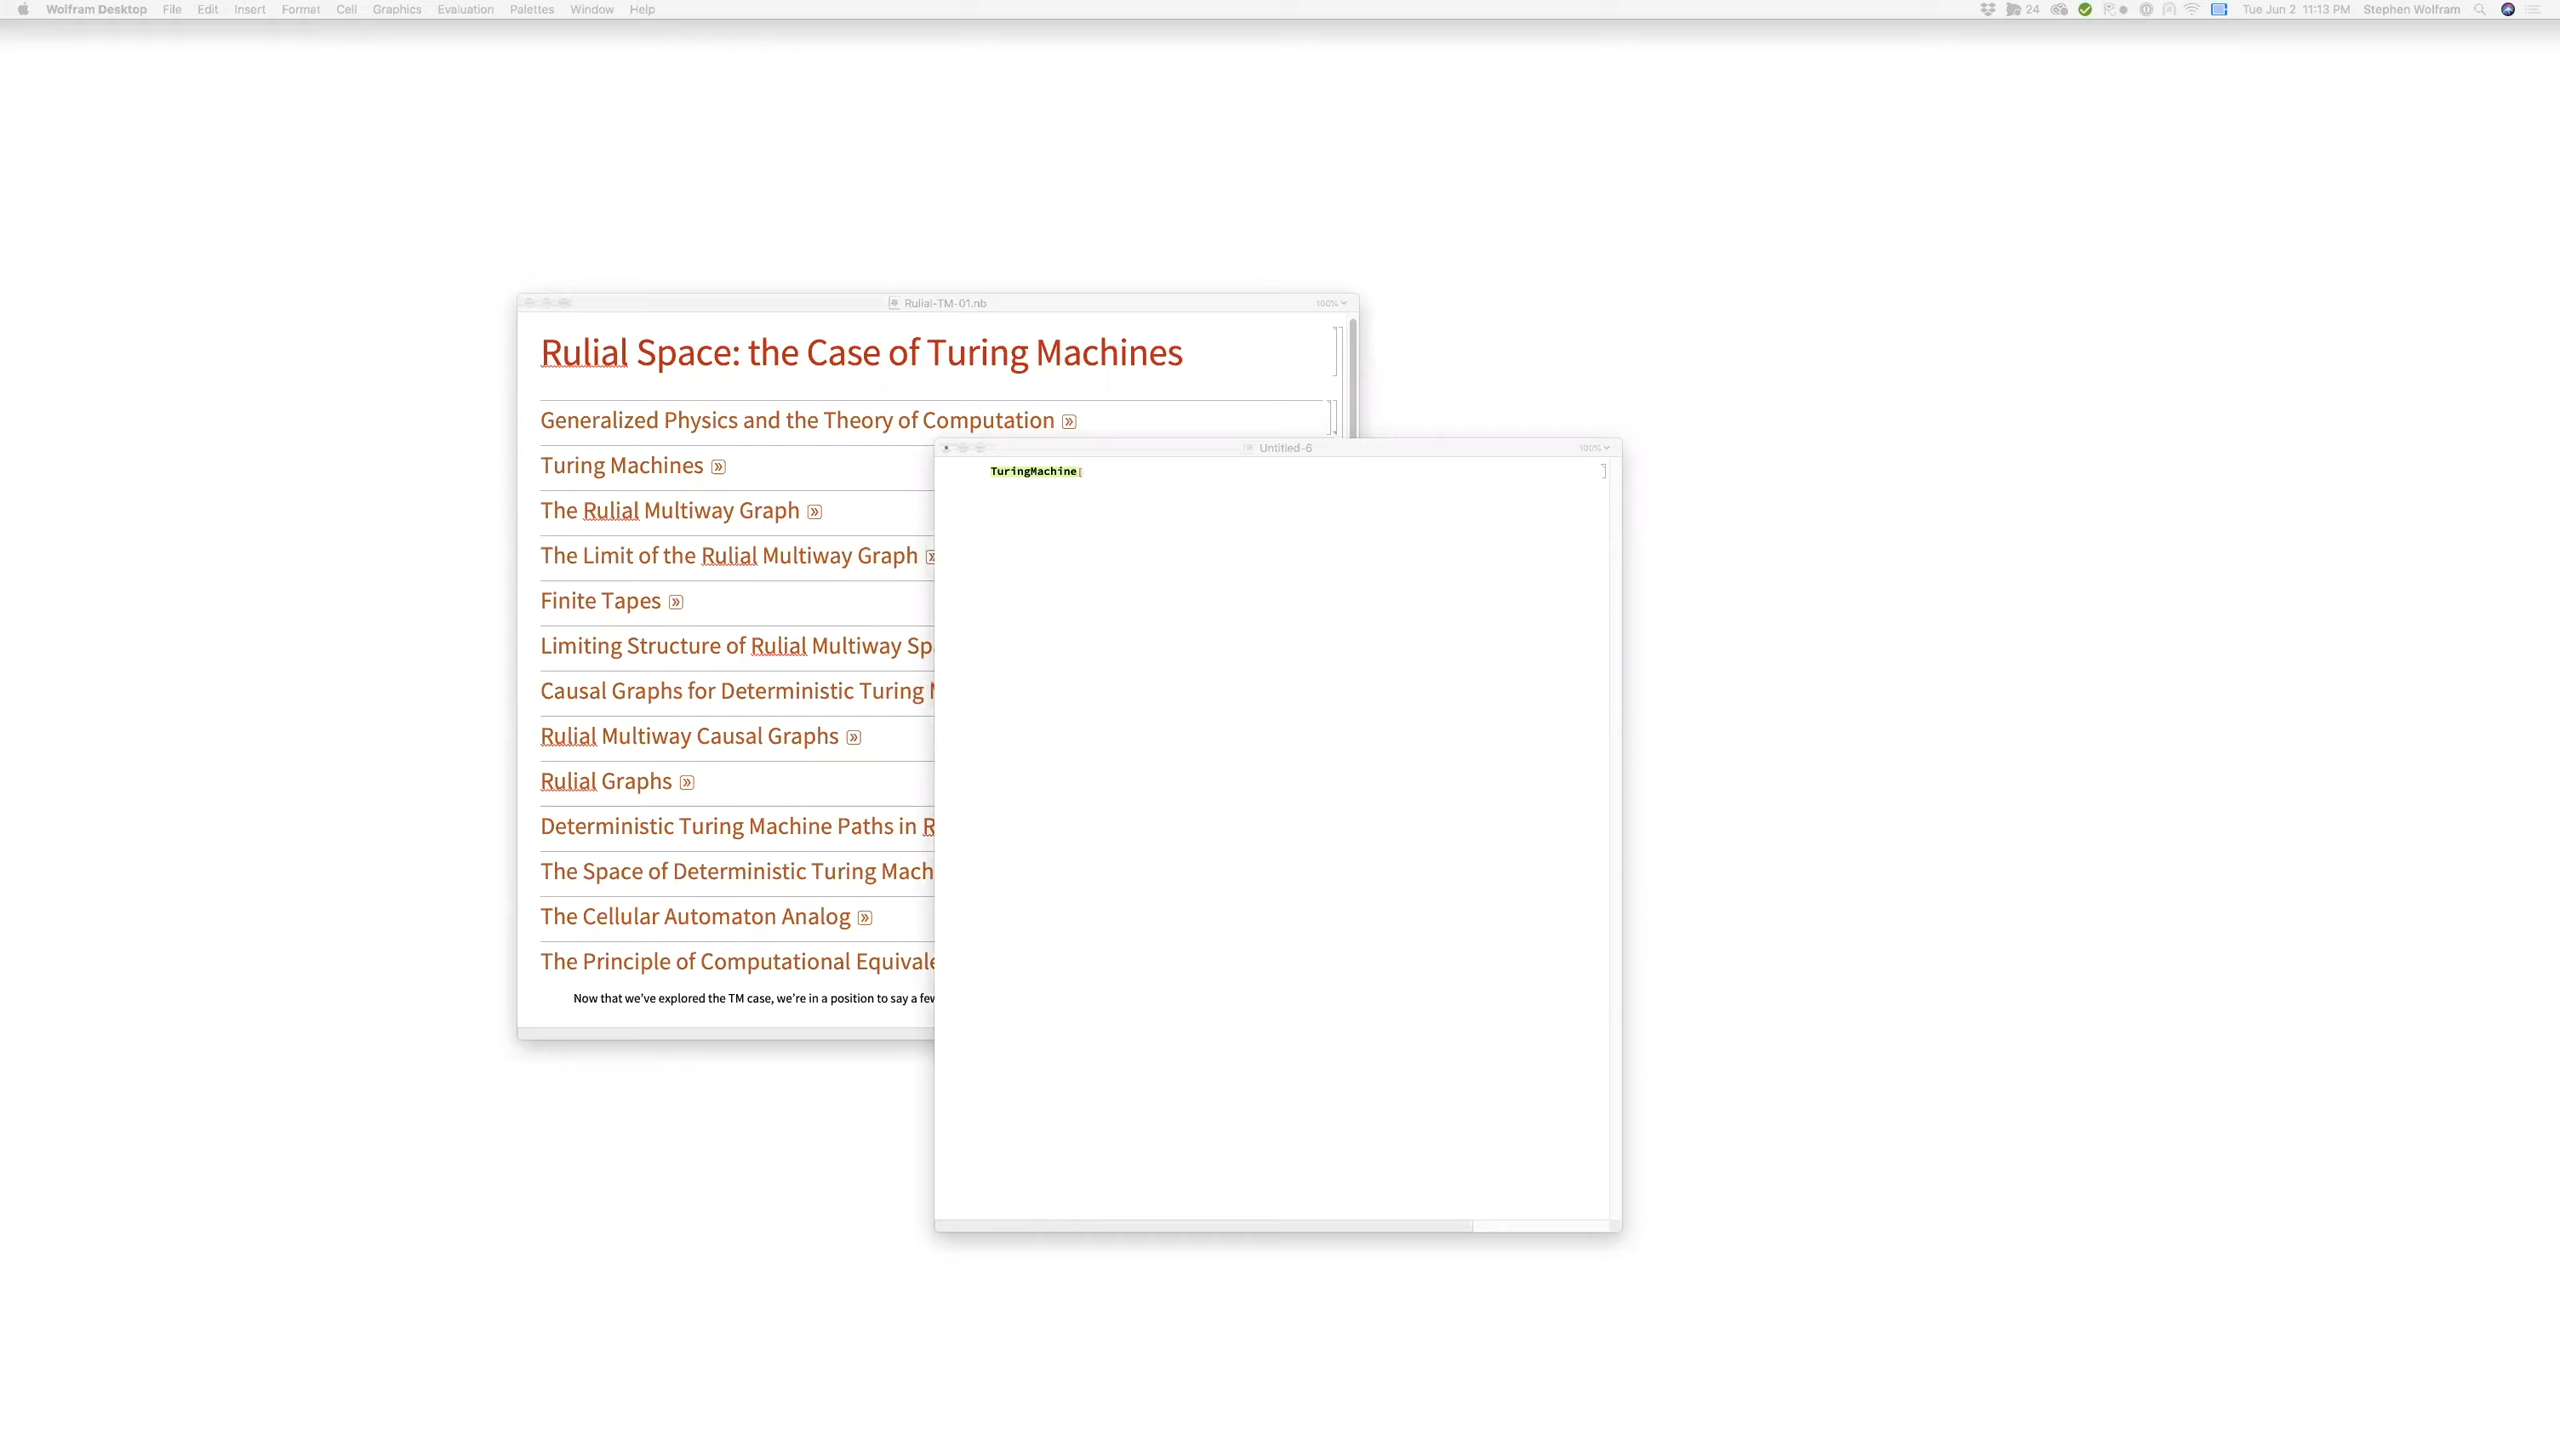 Wolfram Desktop File Edit Insert Format Cell Graphics Evaluation Palettes Window Help
24 Tue Jun 2 11:13 PM Stephen Wolfram
Rulial-TM-01.nb
100%
Rulial Space: the Case of Turing Machines
Generalized Physics and the Theory of Computation
Turing Machines
The Rulial Multiway Graph
The Limit of the Rulial Multiway Graph
Finite Tapes
Limiting Structure of Rulial Multiway Sp
Causal Graphs for Deterministic Turing
Rulial Multiway Causal Graphs
Rulial Graphs
Deterministic Turing Machine Paths in R
The Space of Deterministic Turing Mach
The Cellular Automaton Analog
The Principle of Computational Equivale
Now that we've explored the TM case, we're in a position to say a few
Untitled-6
100%
TuringMachine[